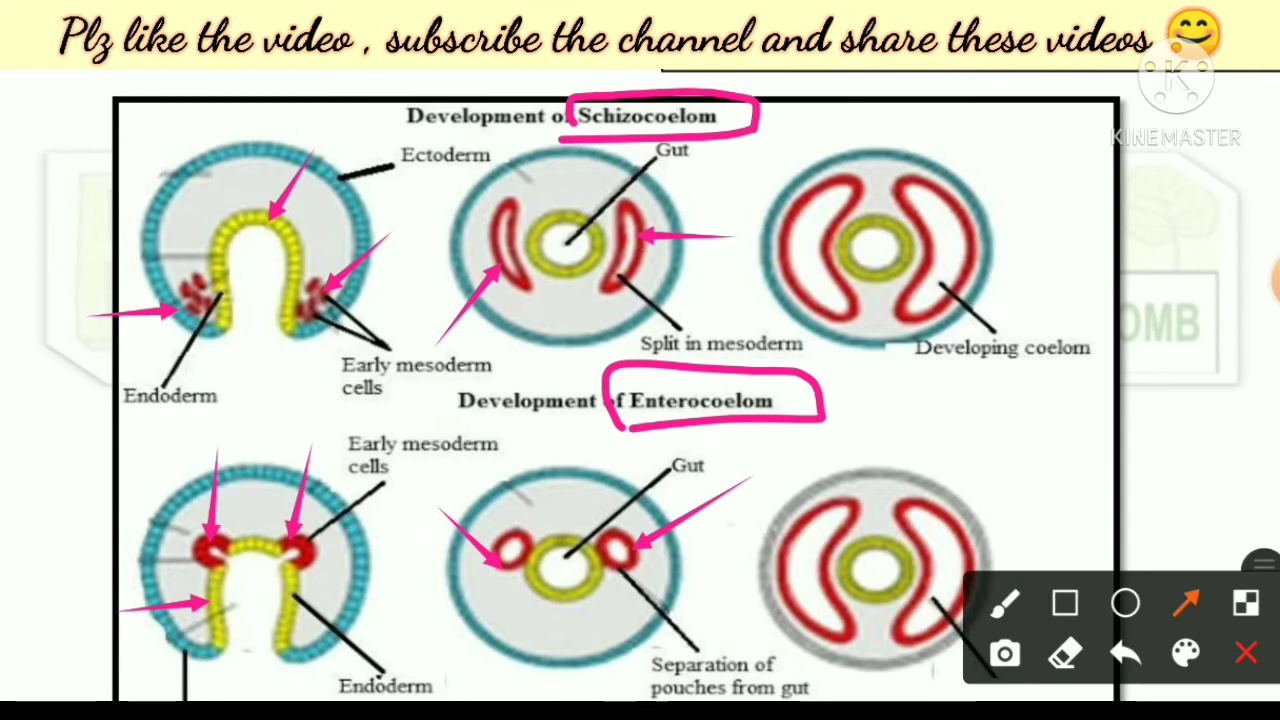 Plz like the video , subscribe the channel and share these videos
KINEMASTER
Development of Schizocoelom
Ectoderm
Gut
Split in mesoderm
Developing coelom
Early mesoderm
cells
Endoderm
OMB
Development of Enterocoelom
Early mesoderm
cells
Gut
Endoderm
Separation of
pouches from gut